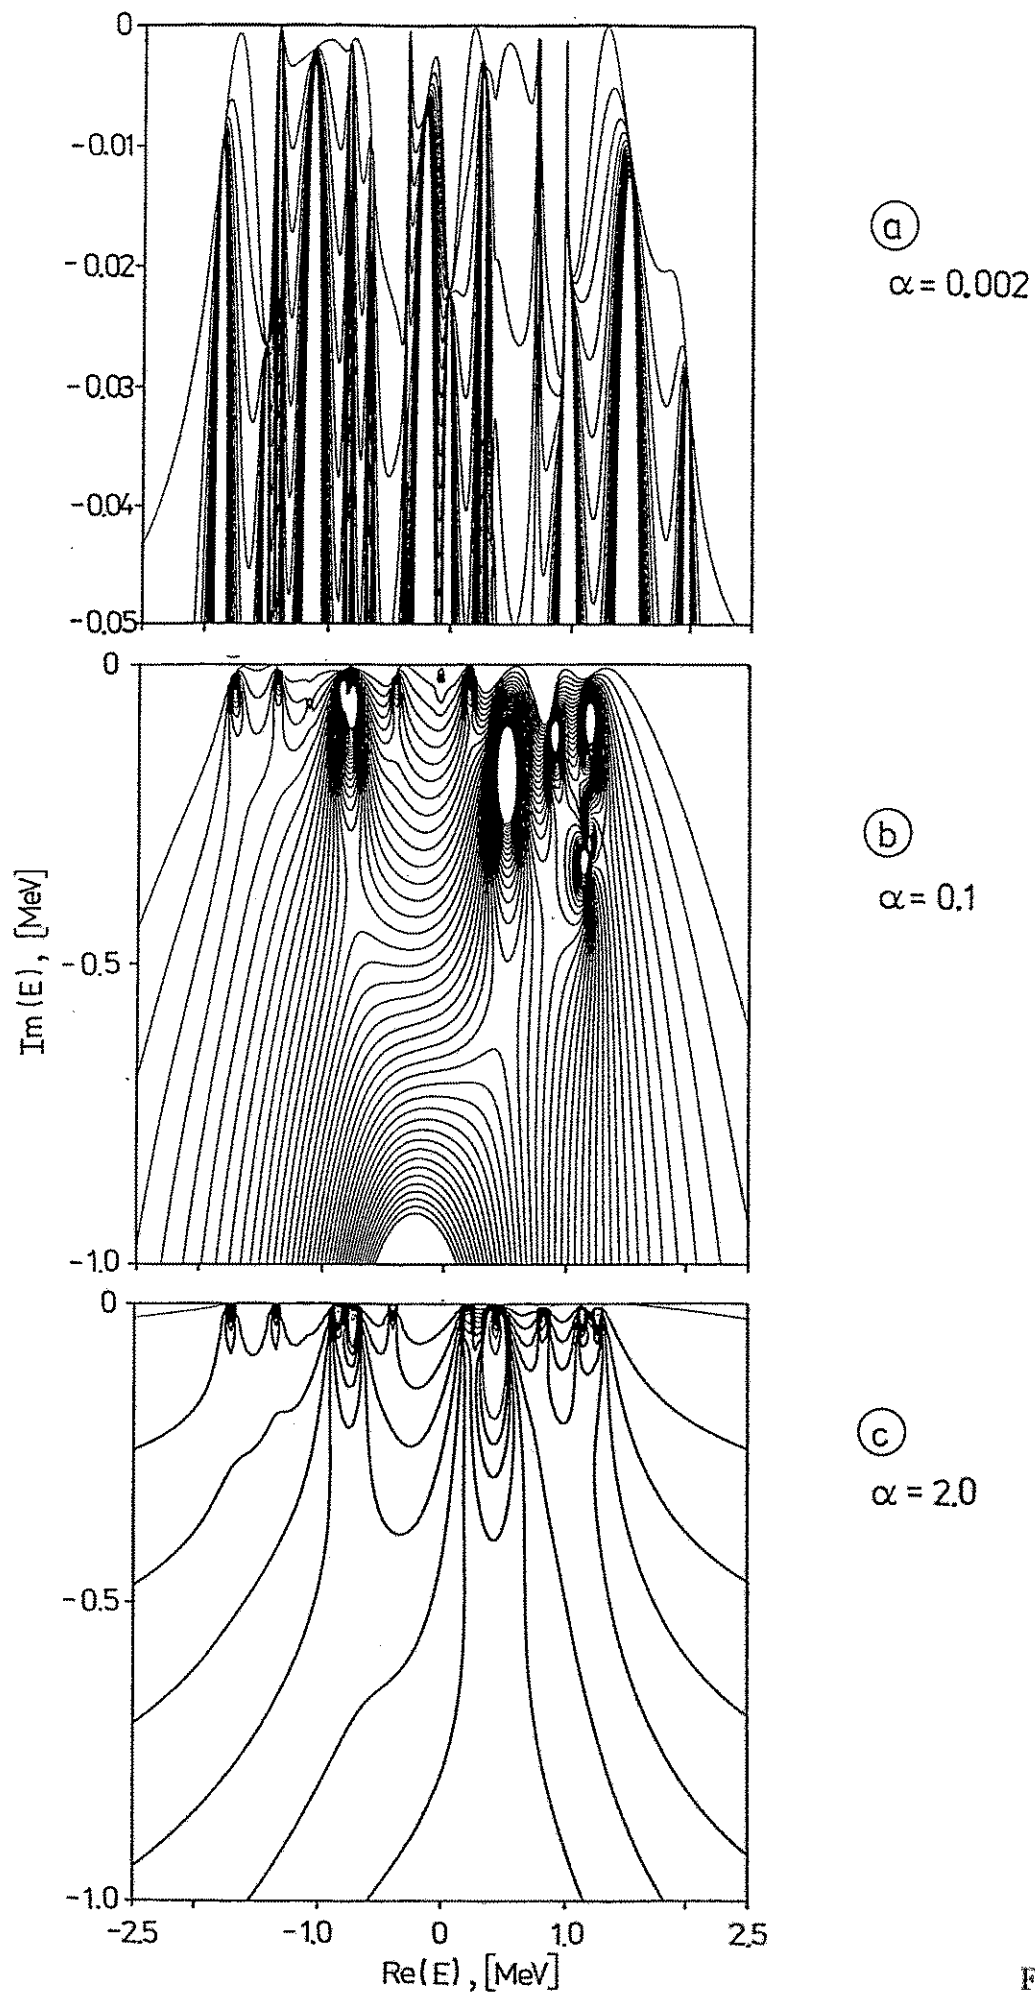 0
-0.01
-0.02
-0.03
-0.04
-0.05
a
α = 0.002
0
-0.5
-1.0
b
α = 0.1
Im(E), [MeV]
0
-0.5
-1.0
c
α = 2.0
-2.5 -1.0 0 1.0 2.5
Re(E), [MeV]